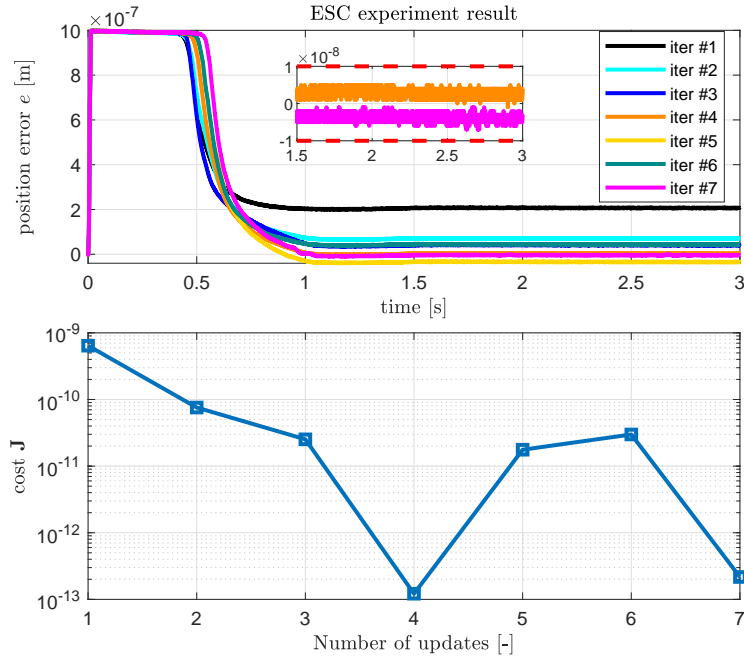 ESC experiment result
×10^-7
10
8
6
4
2
0
position error e [m]
0
0.5
1
1.5
2
2.5
3
time [s]
×10^-8
1
0
-1
1.5
2
2.5
3
iter #1
iter #2
iter #3
iter #4
iter #5
iter #6
iter #7
10^-9
10^-10
10^-11
10^-12
10^-13
cost J
1
2
3
4
5
6
7
Number of updates [-]